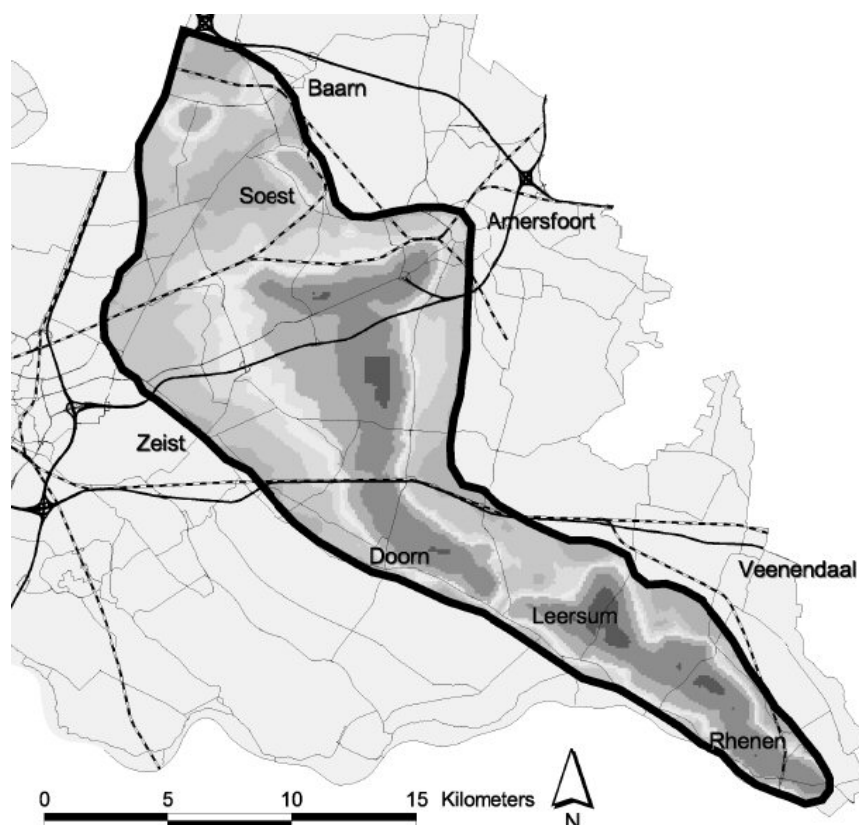 Baarn
Soest
Amersfoort
Zeist
Doorn
Veenendaal
Leersum
Rhenen
0 5 10 15 Kilometers
N